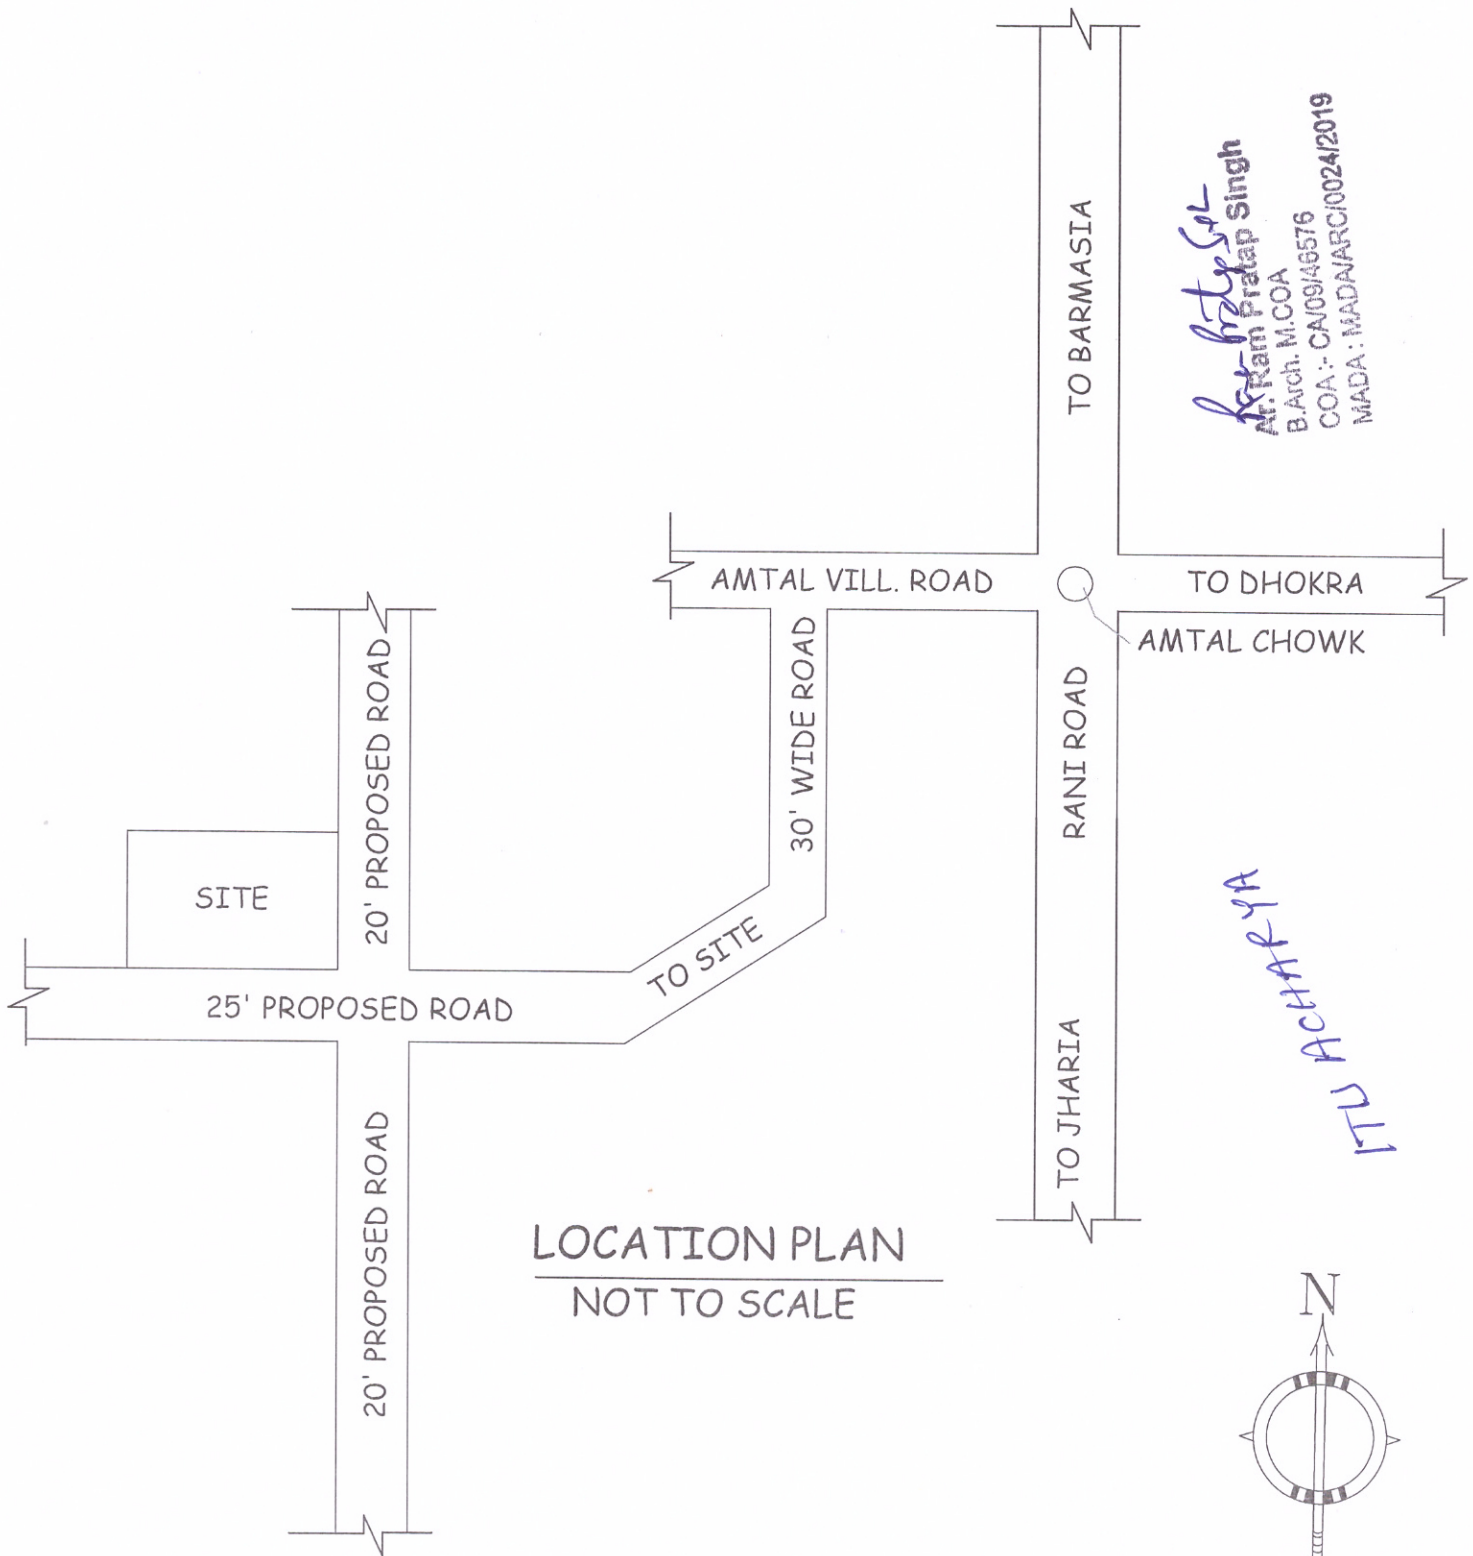 TO BARMASIA
Ar. Ram Pratap Singh
B.Arch. M.COA
COA :- CA/09/46576
MADA : MADA/ARC/0024/2019
AMTAL VILL. ROAD
TO DHOKRA
AMTAL CHOWK
20' PROPOSED ROAD
30' WIDE ROAD
RANI ROAD
SITE
TO SITE
25' PROPOSED ROAD
ITU ACHARYA
TO JHARIA
20' PROPOSED ROAD
LOCATION PLAN
NOT TO SCALE
N